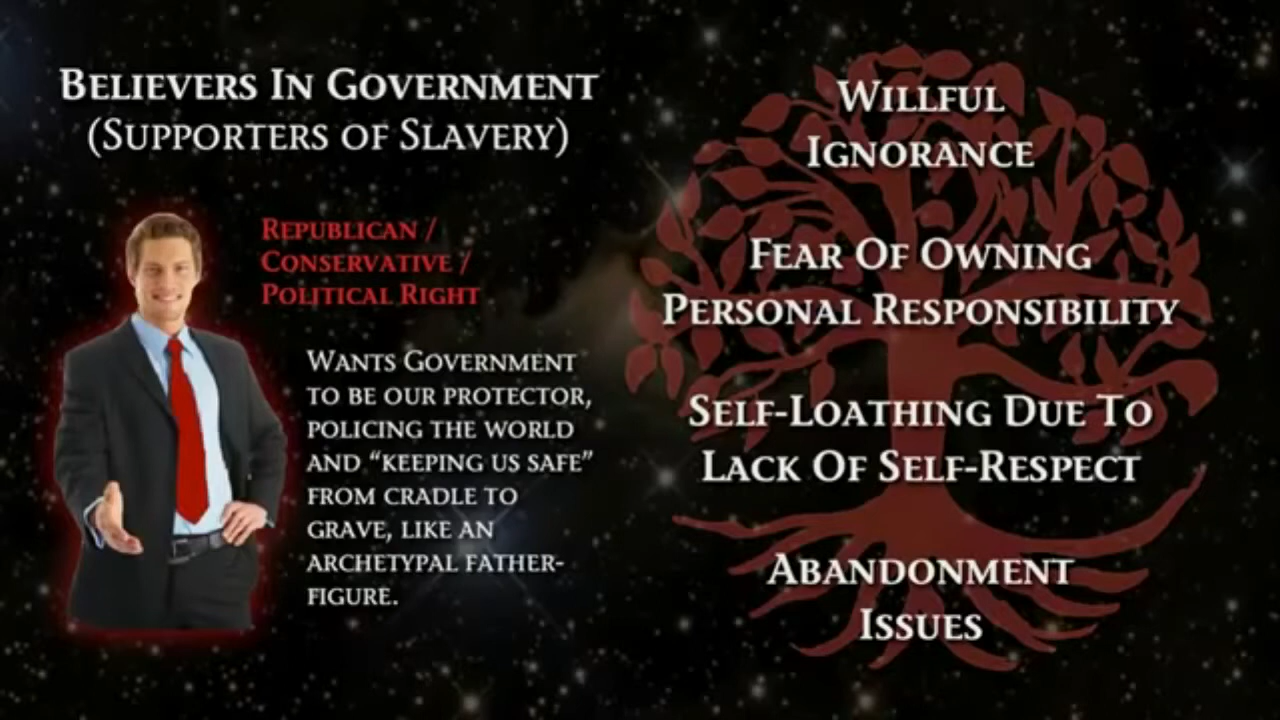 Believers In Government
(Supporters of Slavery)
Republican /
Conservative /
Political Right
Wants Government
to be our protector,
policing the world
and “keeping us safe”
from cradle to
grave, like an
archetypal father-
figure.
Willful
Ignorance
Fear Of Owning
Personal Responsibility
Self-Loathing Due To
Lack Of Self-Respect
Abandonment
Issues